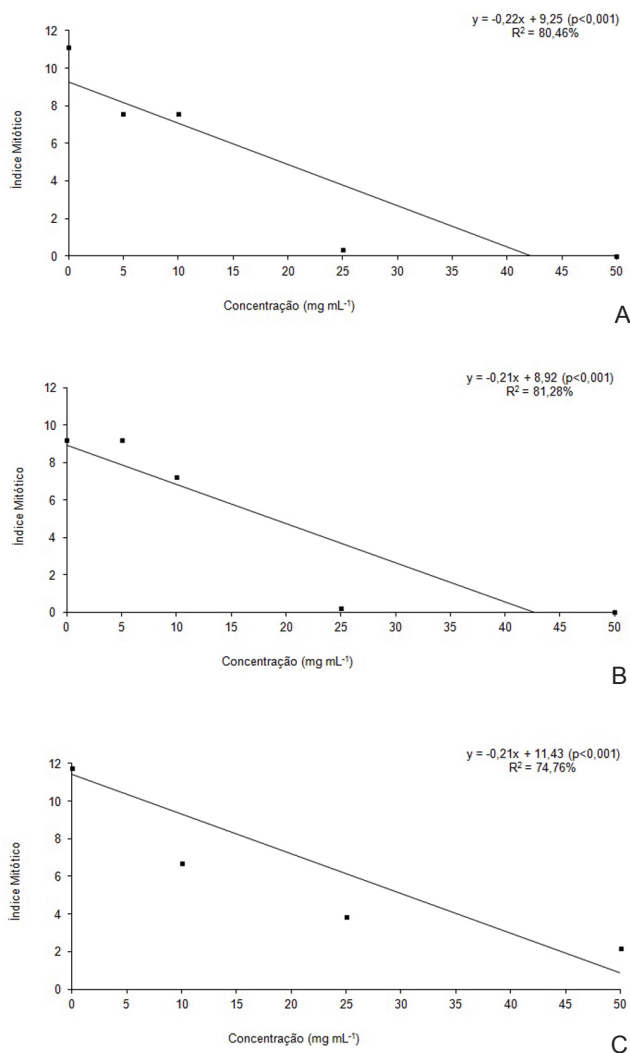 y = -0,22x + 9,25 (p<0,001)
R² = 80,46%
12
10
8
6
4
2
0
Índice Mitótico
0 5 10 15 20 25 30 35 40 45 50
Concentração (mg mL⁻¹)
A
y = -0,21x + 8,92 (p<0,001)
R² = 81,28%
12
10
8
6
4
2
0
Índice Mitótico
0 5 10 15 20 25 30 35 40 45 50
Concentração (mg mL⁻¹)
B
y = -0,21x + 11,43 (p<0,001)
R² = 74,76%
12
10
8
6
4
2
0
Índice Mitótico
0 5 10 15 20 25 30 35 40 45 50
Concentração (mg mL⁻¹)
C